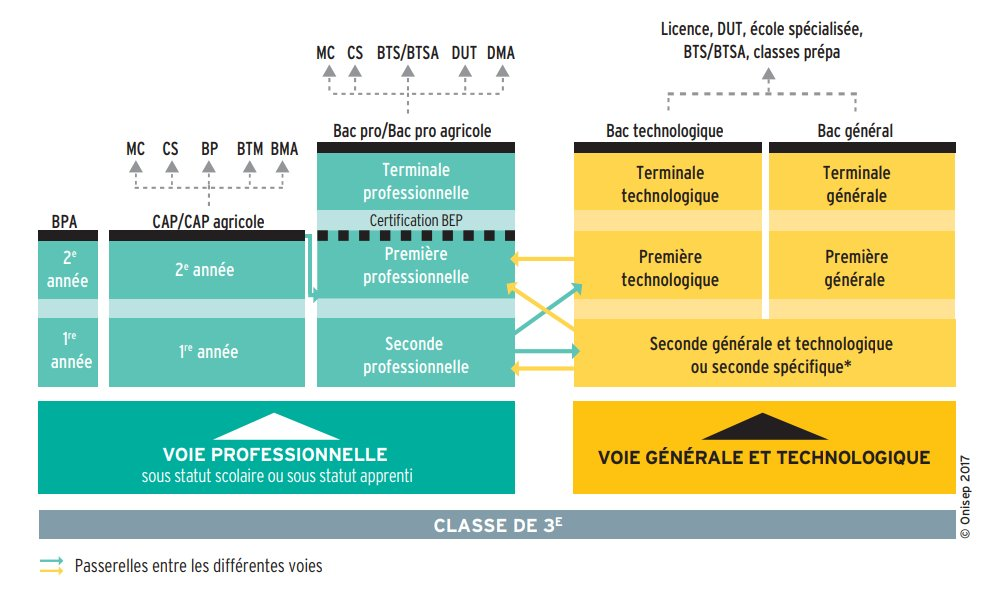 Licence, DUT, école spécialisée,
BTS/BTSA, classes prépa
MC CS BTS/BTSA DUT DMA
Bac pro/Bac pro agricole
Bac technologique
Bac général
MC CS BP BTM BMA
BPA
CAP/CAP agricole
Terminale
professionnelle
Terminale
technologique
Terminale
générale
Certification BEP
2e
année
2e année
Première
professionnelle
Première
technologique
Première
générale
1re
année
1re année
Seconde
professionnelle
Seconde générale et technologique
ou seconde spécifique*
VOIE PROFESSIONNELLE
sous statut scolaire ou sous statut apprenti
VOIE GÉNÉRALE ET TECHNOLOGIQUE
CLASSE DE 3E
© Onisep 2017
Passerelles entre les différentes voies